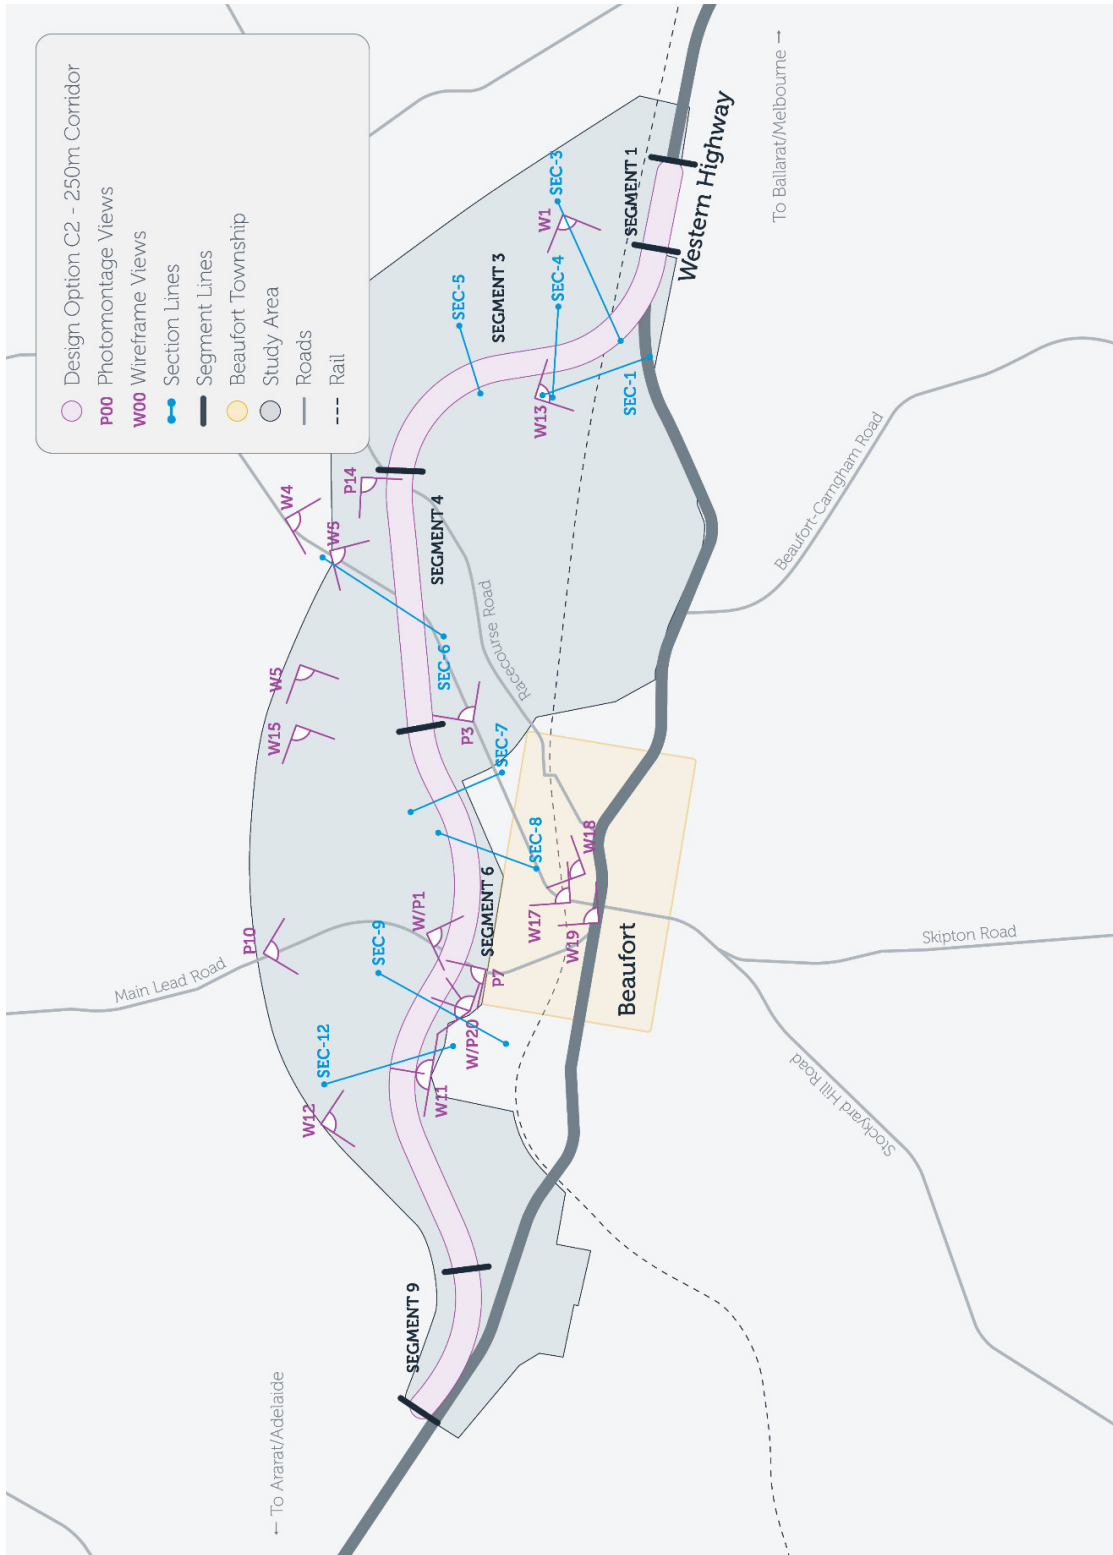 Design Option C2 - 250m Corridor
P00 Photomontage Views
W00 Wireframe Views
Section Lines
Segment Lines
Beaufort Township
Study Area
Roads
Rail
← To Ararat/Adelaide
To Ballarat/Melbourne →
SEGMENT 9
W12
SEC-12
W11
W/P20
P7
SEC-9
P10
Main Lead Road
W/P1
SEGMENT 6
SEC-8
SEC-7
W15
W5
P3
SEC-6
W5
W4
SEGMENT 4
P14
Racecourse Road
W17
W19
W18
Beaufort
SEC-5
SEGMENT 3
W13
SEC-4
W1
SEC-3
SEC-1
SEGMENT 1
Western Highway
Beaufort-Carngham Road
Skipton Road
Stockyard Hill Road